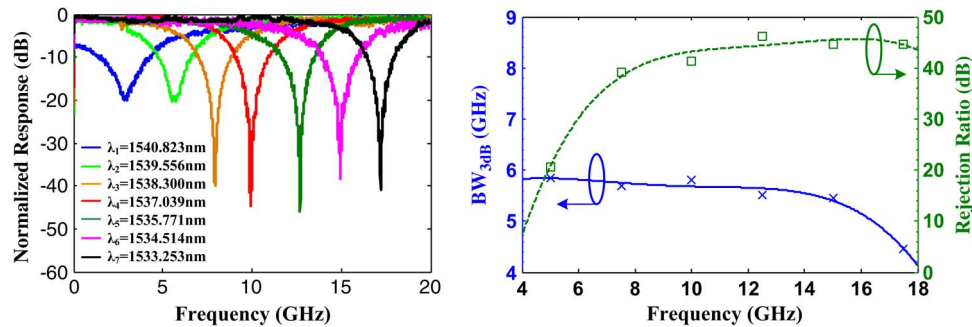 0
-10
-20
-30
-40
-50
-60
Normalized Response (dB)
λ₁=1540.823nm
λ₂=1539.556nm
λ₃=1538.300nm
λ₄=1537.039nm
λ₅=1535.771nm
λ₆=1534.514nm
λ₇=1533.253nm
0 5 10 15 20
Frequency (GHz)
9
8
7
6
5
4
BW₃dB (GHz)
4 6 8 10 12 14 16 18
Frequency (GHz)
50
40
30
20
10
0
Rejection Ratio (dB)